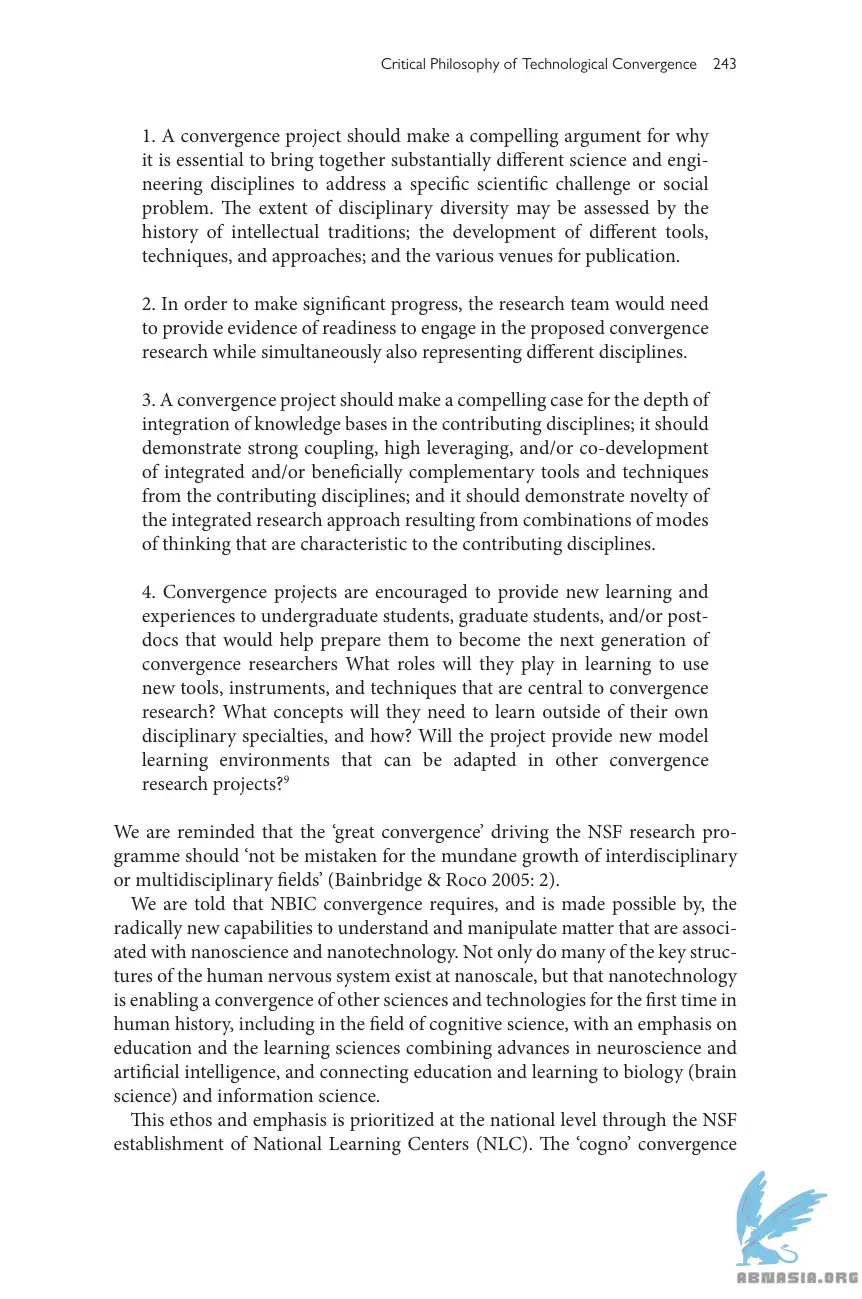 Critical Philosophy of Technological Convergence 243
1. A convergence project should make a compelling argument for why
it is essential to bring together substantially different science and engi-
neering disciplines to address a specific scientific challenge or social
problem. The extent of disciplinary diversity may be assessed by the
history of intellectual traditions; the development of different tools,
techniques, and approaches; and the various venues for publication.
2. In order to make significant progress, the research team would need
to provide evidence of readiness to engage in the proposed convergence
research while simultaneously also representing different disciplines.
3. A convergence project should make a compelling case for the depth of
integration of knowledge bases in the contributing disciplines; it should
demonstrate strong coupling, high leveraging, and/or co-development
of integrated and/or beneficially complementary tools and techniques
from the contributing disciplines; and it should demonstrate novelty of
the integrated research approach resulting from combinations of modes
of thinking that are characteristic to the contributing disciplines.
4. Convergence projects are encouraged to provide new learning and
experiences to undergraduate students, graduate students, and/or post-
docs that would help prepare them to become the next generation of
convergence researchers What roles will they play in learning to use
new tools, instruments, and techniques that are central to convergence
research? What concepts will they need to learn outside of their own
disciplinary specialties, and how? Will the project provide new model
learning environments that can be adapted in other convergence
research projects?⁹
We are reminded that the ‘great convergence’ driving the NSF research pro-
gramme should ‘not be mistaken for the mundane growth of interdisciplinary
or multidisciplinary fields’ (Bainbridge & Roco 2005: 2).
We are told that NBIC convergence requires, and is made possible by, the
radically new capabilities to understand and manipulate matter that are associ-
ated with nanoscience and nanotechnology. Not only do many of the key struc-
tures of the human nervous system exist at nanoscale, but that nanotechnology
is enabling a convergence of other sciences and technologies for the first time in
human history, including in the field of cognitive science, with an emphasis on
education and the learning sciences combining advances in neuroscience and
artificial intelligence, and connecting education and learning to biology (brain
science) and information science.
This ethos and emphasis is prioritized at the national level through the NSF
establishment of National Learning Centers (NLC). The ‘cogno’ convergence
ABNASIA.ORG